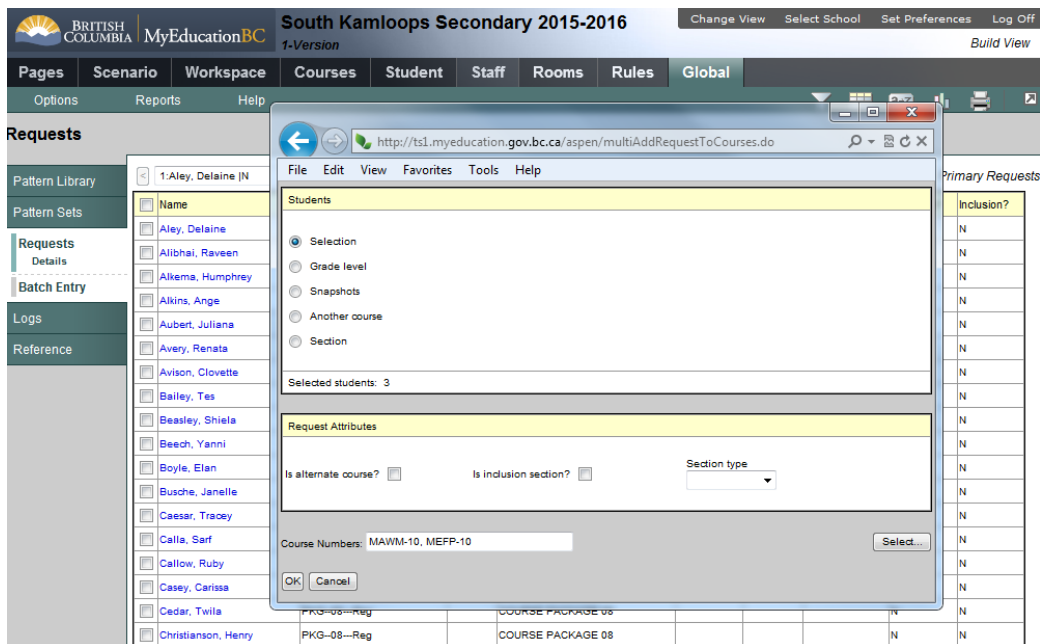 BRITISH COLUMBIA MyEducationBC
South Kamloops Secondary 2015-2016
1-Version
Change View Select School Set Preferences Log Off
Build View
Pages Scenario Workspace Courses Student Staff Rooms Rules Global
Options Reports Help
Requests
http://ts1.myeducation.gov.bc.ca/aspen/multiAddRequestToCourses.do
File Edit View Favorites Tools Help
Pattern Library
Pattern Sets
Requests
Details
Batch Entry
Logs
Reference
< 1:Aley, Delaine |N
Primary Requests
Name Inclusion?
Aley, Delaine N
Alibhai, Raveen N
Alkema, Humphrey N
Alkins, Ange N
Aubert, Juliana N
Avery, Renata N
Avison, Clovette N
Bailey, Tes N
Beasley, Shiela N
Beech, Yanni N
Boyle, Elan N
Busche, Janelle N
Caesar, Tracey N
Calla, Sarf N
Callow, Ruby N
Casey, Carissa N
Cedar, Twila PKG--08---Reg COURSE PACKAGE 08 N N
Christianson, Henry PKG--08---Reg COURSE PACKAGE 08 N N
Students
Selection
Grade level
Snapshots
Another course
Section
Selected students: 3
Request Attributes
Is alternate course? Is inclusion section? Section type
Course Numbers: MAWM-10, MEFP-10 Select...
OK Cancel